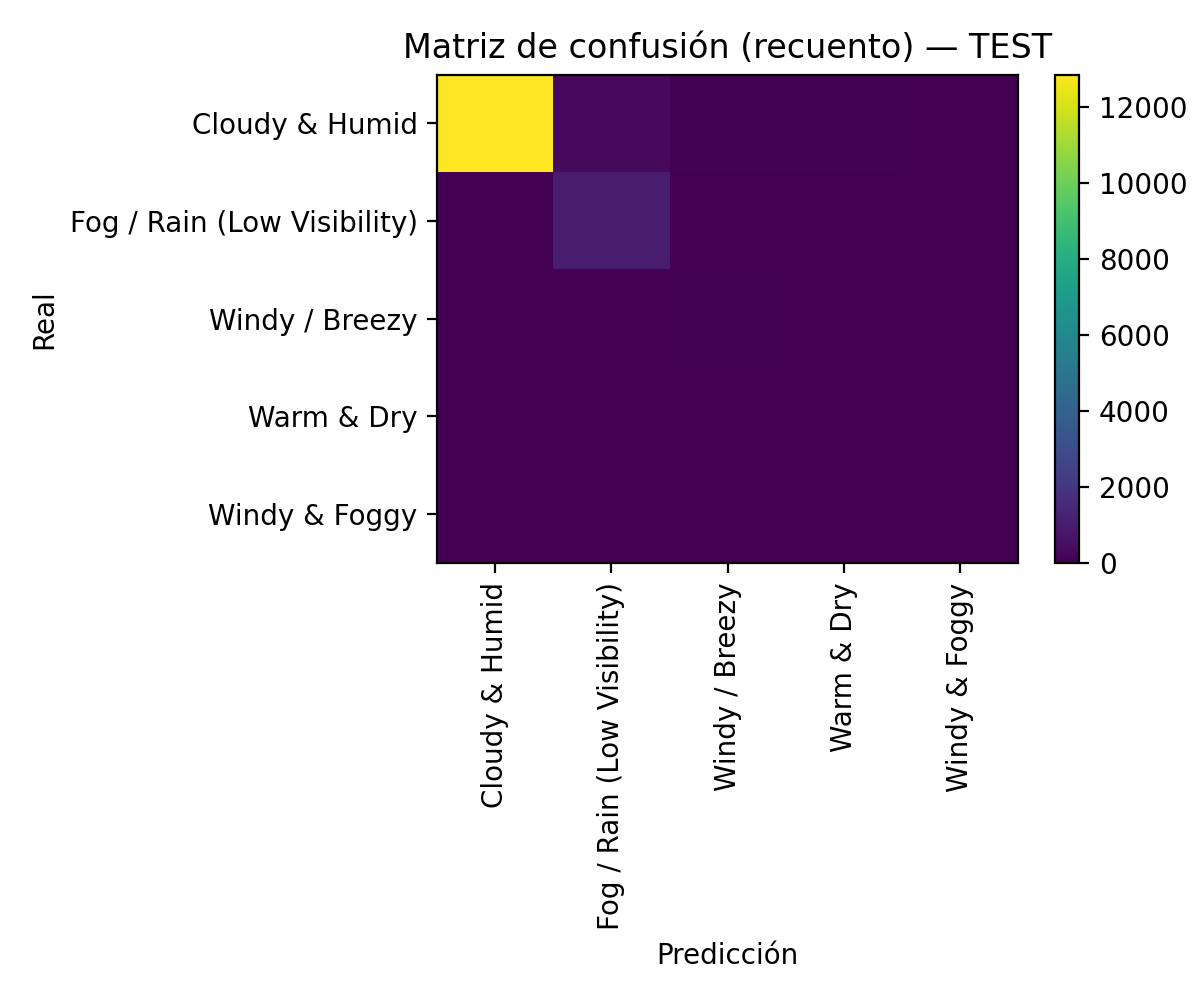 Matriz de confusión (recuento) — TEST
Cloudy & Humid
Fog / Rain (Low Visibility)
Windy / Breezy
Warm & Dry
Windy & Foggy
Real
12000
10000
8000
6000
4000
2000
0
Cloudy & Humid
Fog / Rain (Low Visibility)
Windy / Breezy
Warm & Dry
Windy & Foggy
Predicción